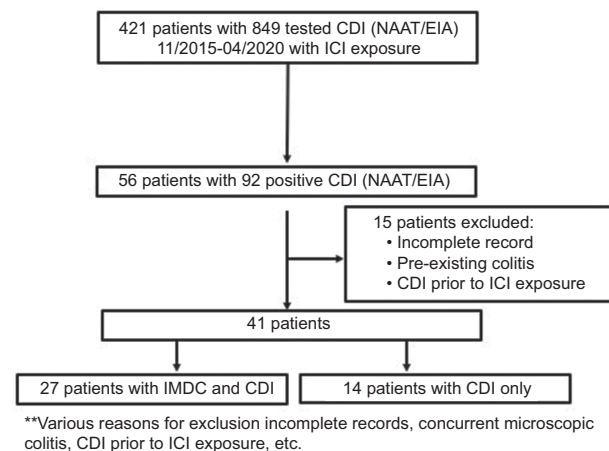 421 patients with 849 tested CDI (NAAT/EIA)
11/2015-04/2020 with ICI exposure
56 patients with 92 positive CDI (NAAT/EIA)
15 patients excluded:
• Incomplete record
• Pre-existing colitis
• CDI prior to ICI exposure
41 patients
27 patients with IMDC and CDI
14 patients with CDI only
**Various reasons for exclusion incomplete records, concurrent microscopic
colitis, CDI prior to ICI exposure, etc.